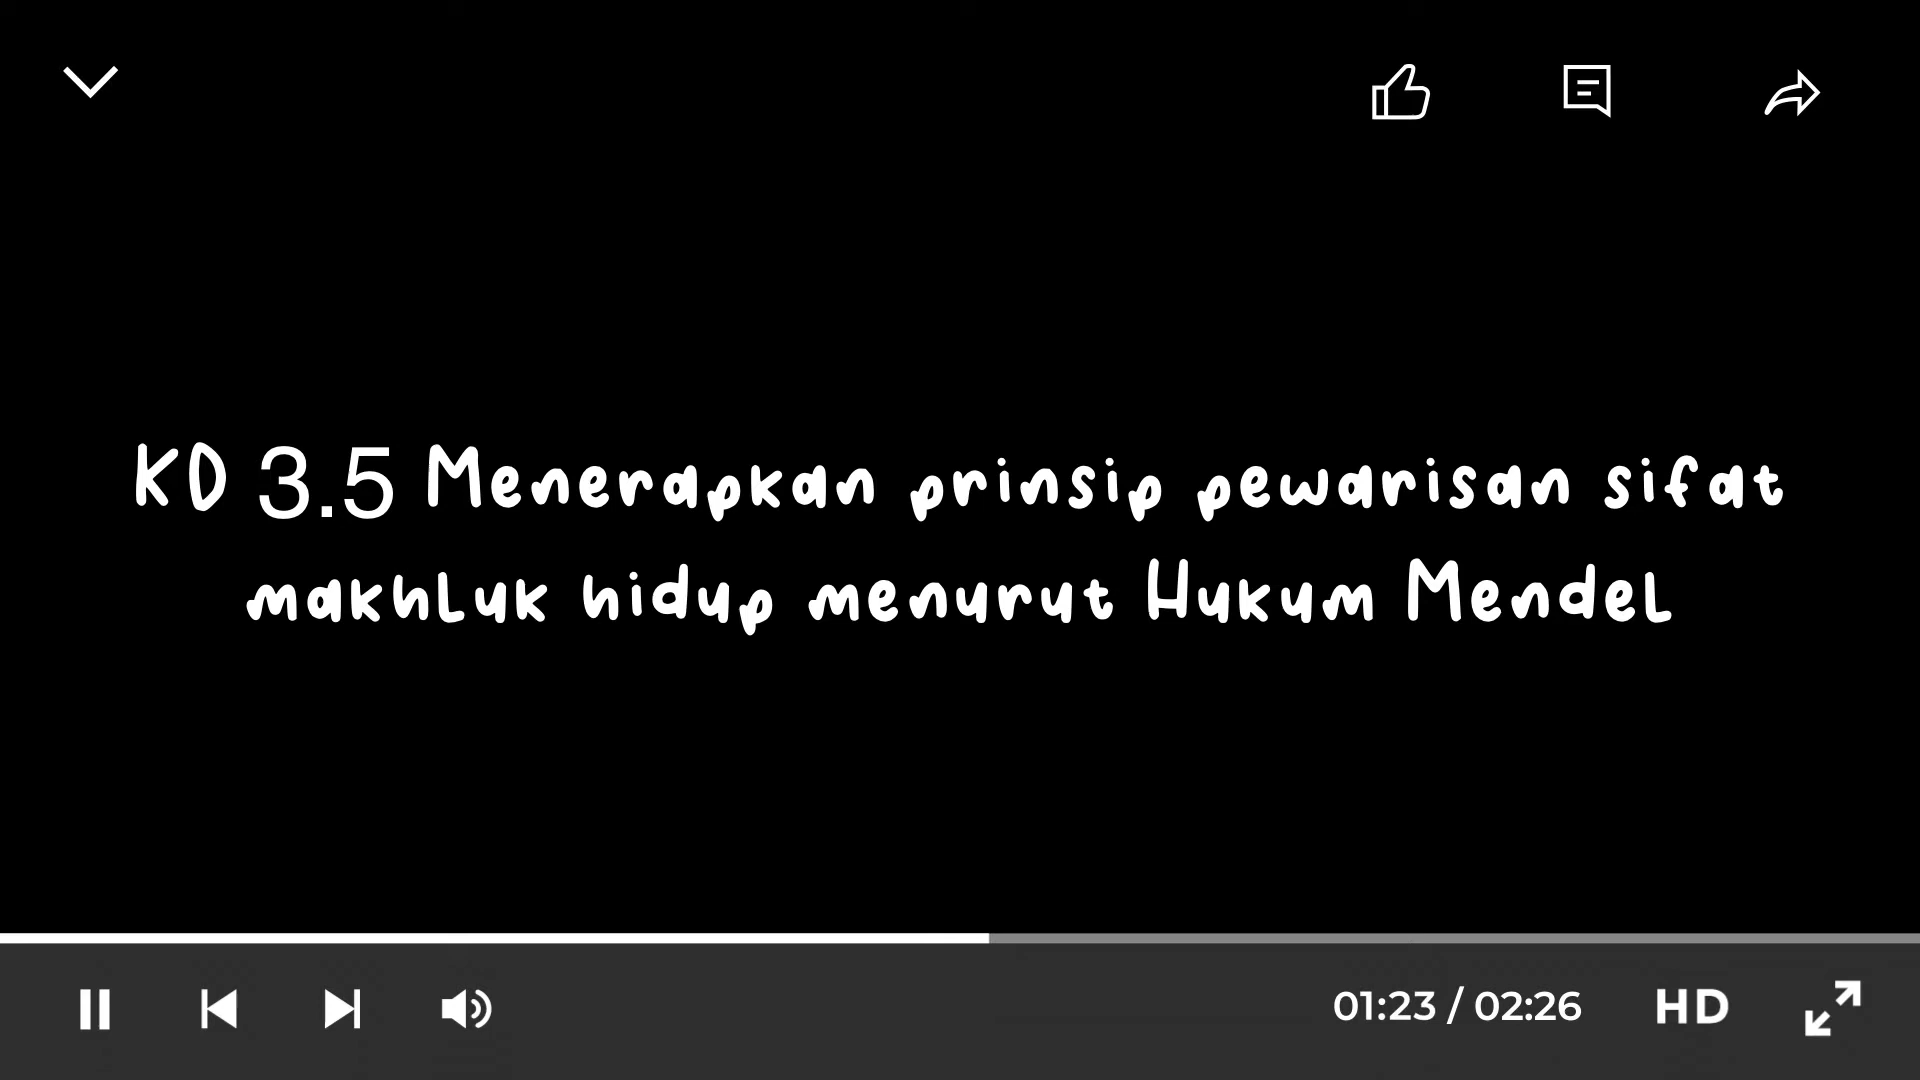 KD 3.5 Menerapkan prinsip pewarisan sifat
makhluk hidup menurut Hukum Mendel
01:23 / 02:26 HD